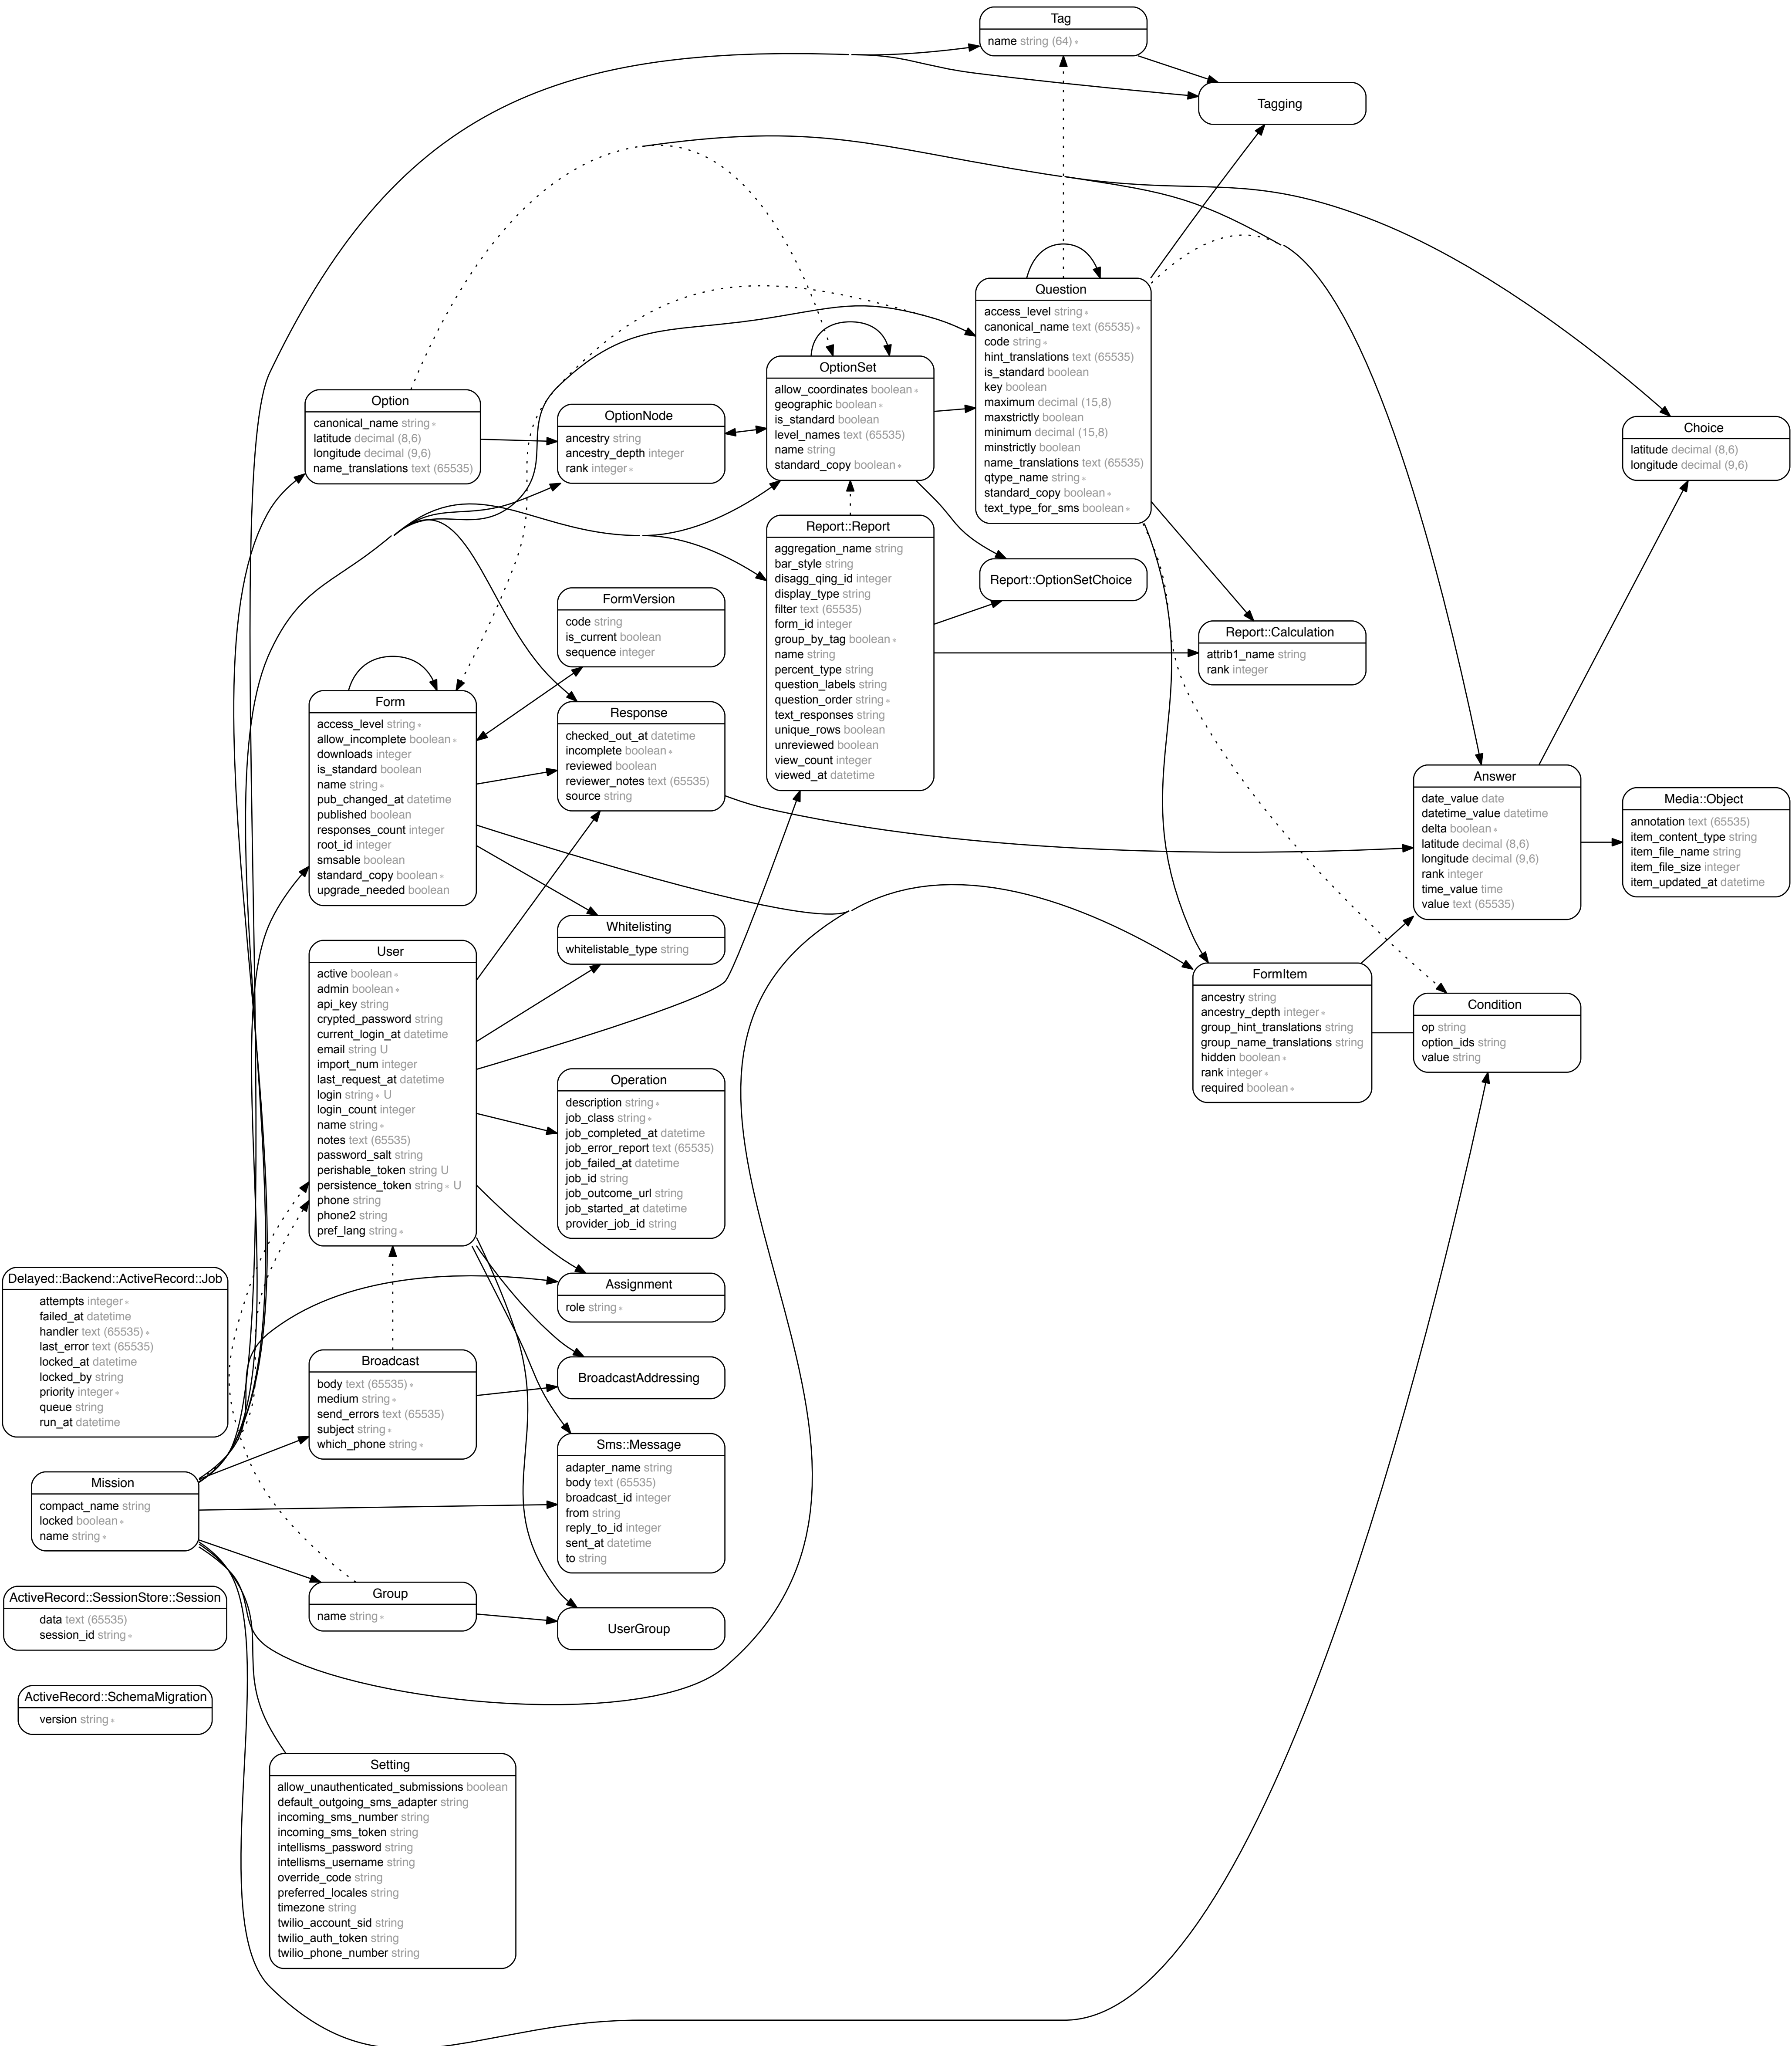 Tag
name string (64) ∗
Tagging
Question
access_level string ∗
canonical_name text (65535) ∗
code string ∗
hint_translations text (65535)
is_standard boolean
key boolean
maximum decimal (15,8)
maxstrictly boolean
minimum decimal (15,8)
minstrictly boolean
name_translations text (65535)
qtype_name string ∗
standard_copy boolean ∗
text_type_for_sms boolean ∗
OptionSet
allow_coordinates boolean ∗
geographic boolean ∗
is_standard boolean
level_names text (65535)
name string
standard_copy boolean ∗
Option
canonical_name string ∗
latitude decimal (8,6)
longitude decimal (9,6)
name_translations text (65535)
OptionNode
ancestry string
ancestry_depth integer
rank integer ∗
Choice
latitude decimal (8,6)
longitude decimal (9,6)
Report::Report
aggregation_name string
bar_style string
disagg_qing_id integer
display_type string
filter text (65535)
form_id integer
group_by_tag boolean ∗
name string
percent_type string
question_labels string
question_order string ∗
text_responses string
unique_rows boolean
unreviewed boolean
view_count integer
viewed_at datetime
Report::OptionSetChoice
FormVersion
code string
is_current boolean
sequence integer
Report::Calculation
attrib1_name string
rank integer
Form
access_level string ∗
allow_incomplete boolean ∗
downloads integer
is_standard boolean
name string ∗
pub_changed_at datetime
published boolean
responses_count integer
root_id integer
smsable boolean
standard_copy boolean ∗
upgrade_needed boolean
Response
checked_out_at datetime
incomplete boolean ∗
reviewed boolean
reviewer_notes text (65535)
source string
Answer
date_value date
datetime_value datetime
delta boolean ∗
latitude decimal (8,6)
longitude decimal (9,6)
rank integer
time_value time
value text (65535)
Media::Object
annotation text (65535)
item_content_type string
item_file_name string
item_file_size integer
item_updated_at datetime
Whitelisting
whitelistable_type string
User
active boolean ∗
admin boolean ∗
api_key string
crypted_password string
current_login_at datetime
email string U
import_num integer
last_request_at datetime
login string ∗ U
login_count integer
name string ∗
notes text (65535)
password_salt string
perishable_token string U
persistence_token string ∗ U
phone string
phone2 string
pref_lang string ∗
FormItem
ancestry string
ancestry_depth integer ∗
group_hint_translations string
group_name_translations string
hidden boolean ∗
rank integer ∗
required boolean ∗
Condition
op string
option_ids string
value string
Operation
description string ∗
job_class string ∗
job_completed_at datetime
job_error_report text (65535)
job_failed_at datetime
job_id string
job_outcome_url string
job_started_at datetime
provider_job_id string
Delayed::Backend::ActiveRecord::Job
attempts integer ∗
failed_at datetime
handler text (65535) ∗
last_error text (65535)
locked_at datetime
locked_by string
priority integer ∗
queue string
run_at datetime
Assignment
role string ∗
Broadcast
body text (65535) ∗
medium string ∗
send_errors text (65535)
subject string ∗
which_phone string ∗
BroadcastAddressing
Sms::Message
adapter_name string
body text (65535)
broadcast_id integer
from string
reply_to_id integer
sent_at datetime
to string
Mission
compact_name string
locked boolean ∗
name string ∗
ActiveRecord::SessionStore::Session
data text (65535)
session_id string ∗
Group
name string ∗
UserGroup
ActiveRecord::SchemaMigration
version string ∗
Setting
allow_unauthenticated_submissions boolean
default_outgoing_sms_adapter string
incoming_sms_number string
incoming_sms_token string
intellisms_password string
intellisms_username string
override_code string
preferred_locales string
timezone string
twilio_account_sid string
twilio_auth_token string
twilio_phone_number string